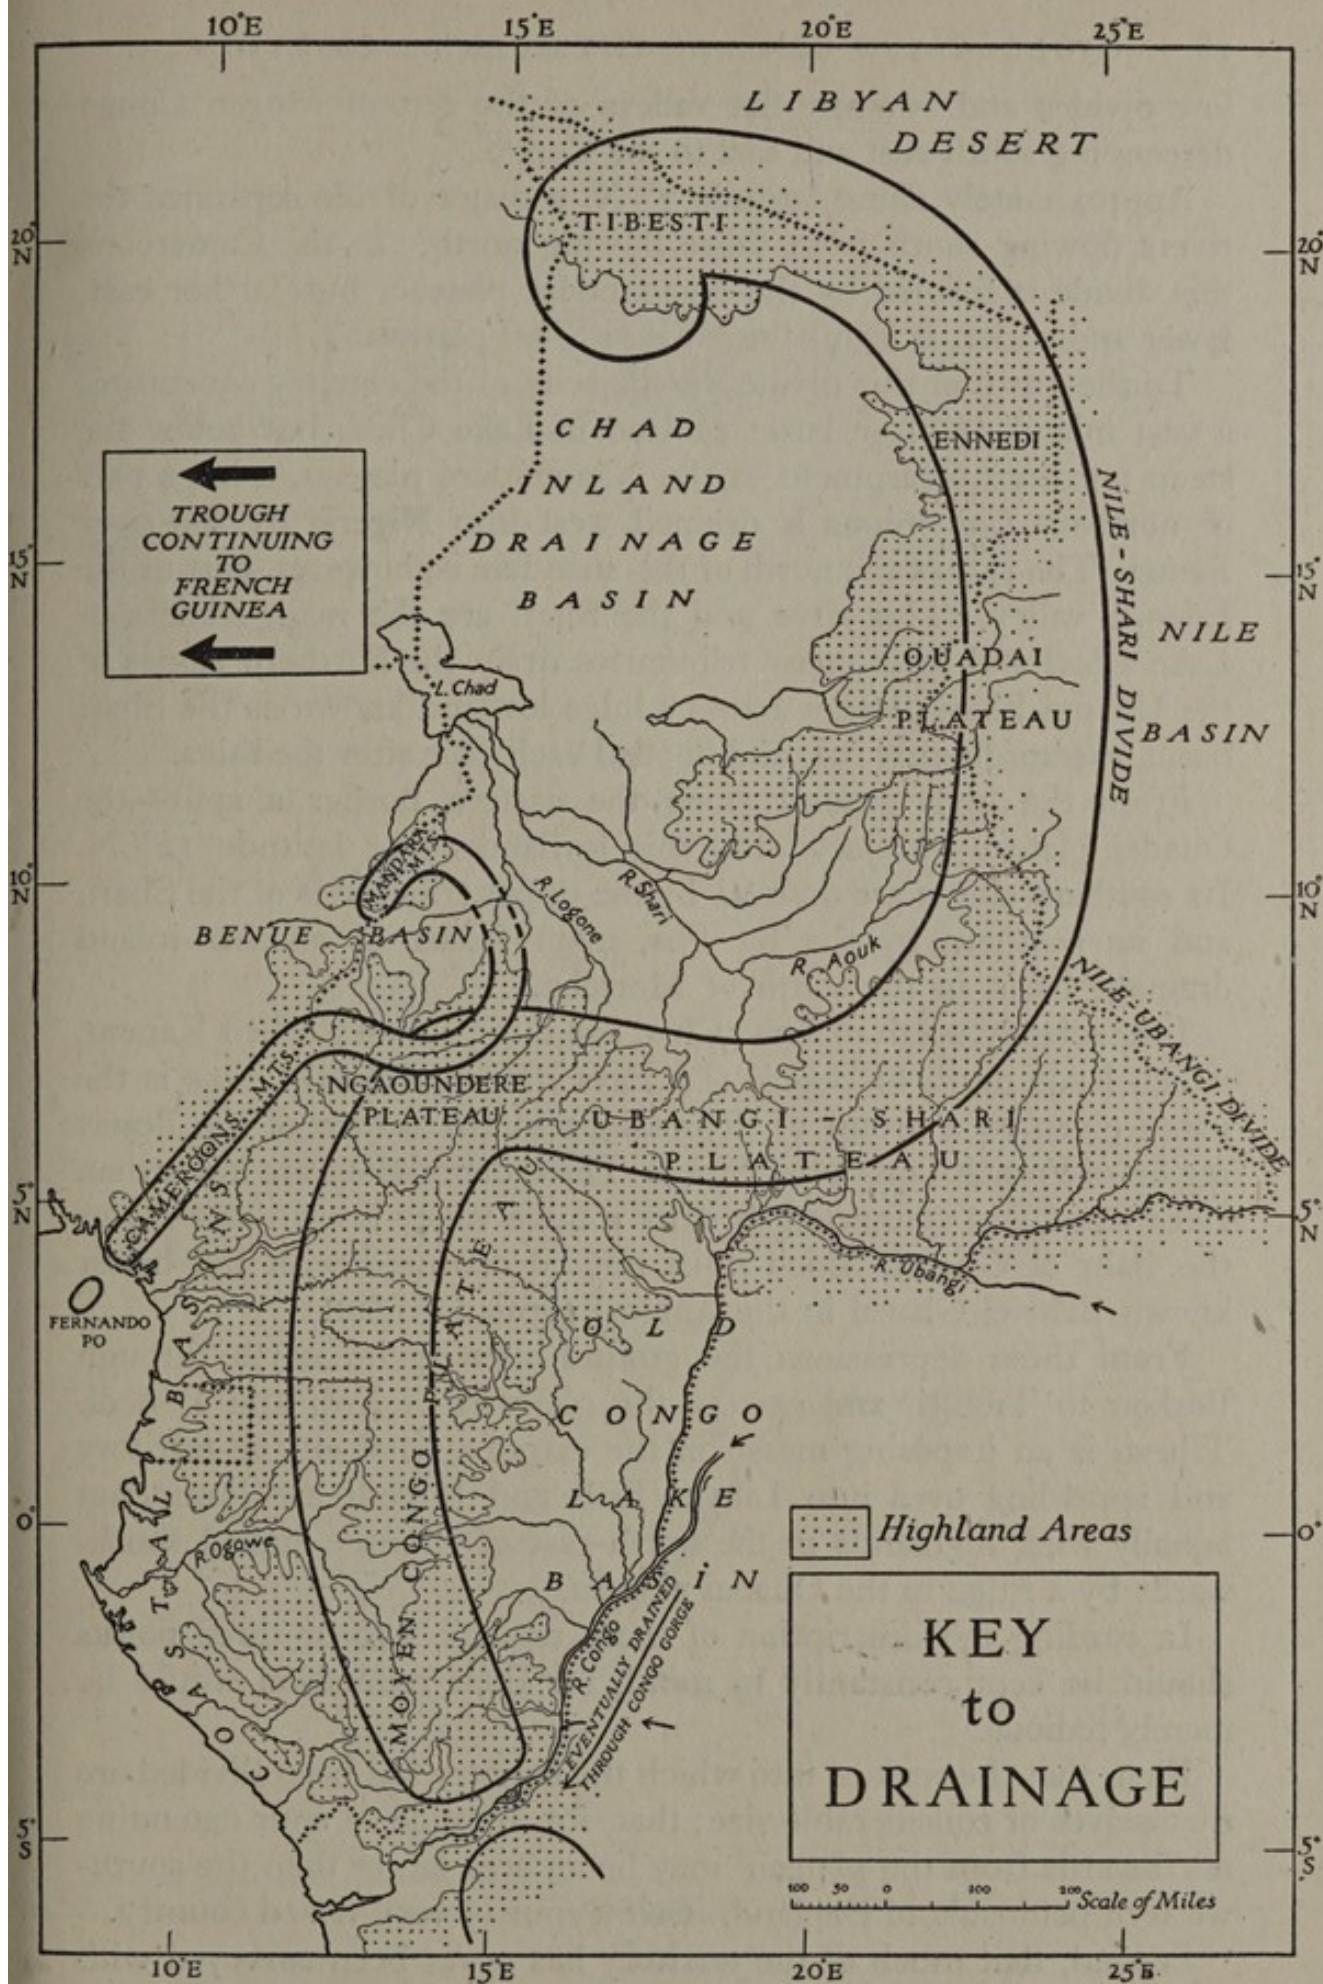 10°E 15°E 20°E 25°E
LIBYAN
DESERT
TIBESTI
20°
N
20°
N
CHAD
INLAND
DRAINAGE
BASIN
ENNEDI
TROUGH
CONTINUING
TO
FRENCH
GUINEA
NILE-SHARI DIVIDE
15°
N
15°
N
NILE
BASIN
OUADAI
PLATEAU
L. Chad
MANDARA
MTS.
10°
N
10°
N
R. Logone
R. Shari
R. Aouk
BENUE BASIN
NILE-UBANGI DIVIDE
CAMEROONS MTS.
NGAOUNDERE
PLATEAU
UBANGI-SHARI
PLATEAU
5°
N
5°
N
R. Ubangi
FERNANDO
PO
COASTAL BASINS
MOYEN CONGO PLATEAU
OLD
CONGO
LAKE
BASIN
0°
0°
R. Ogowe
R. Congo
EVENTUALLY DRAINED
THROUGH CONGO GORGE
Highland Areas
KEY
to
DRAINAGE
5°
S
5°
S
100 50 0 100 200 Scale of Miles
10°E 15°E 20°E 25°E